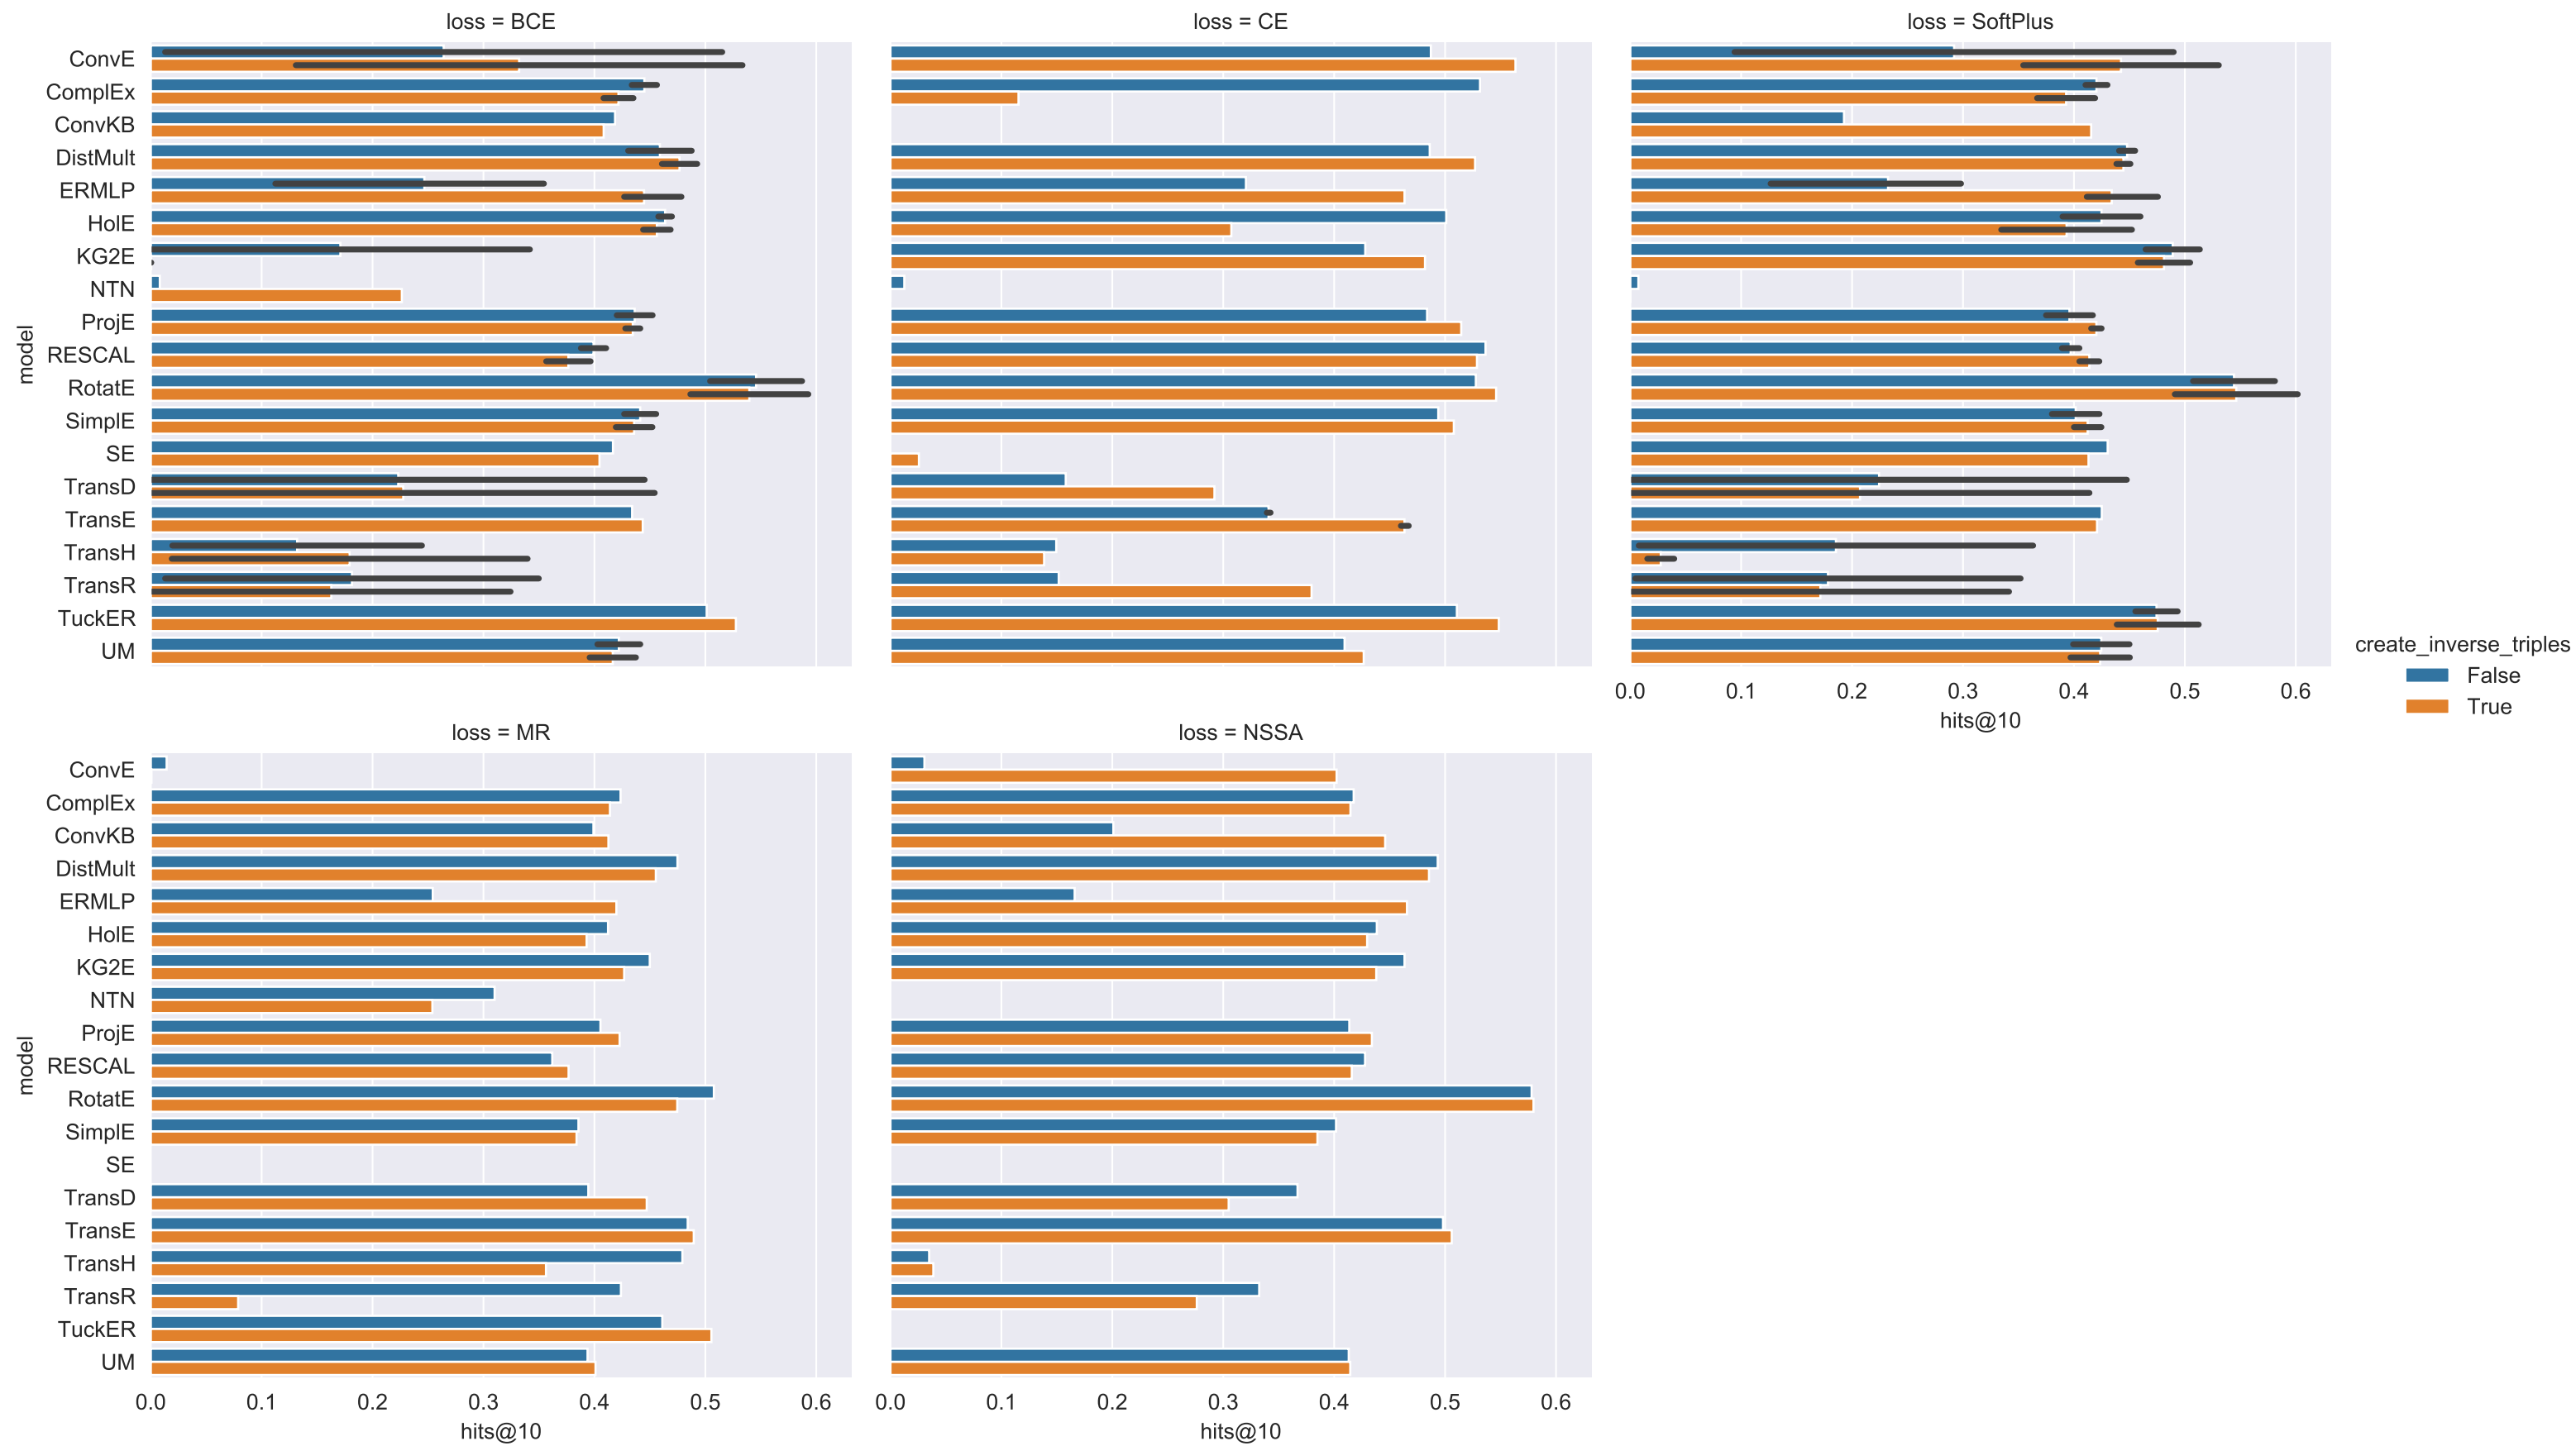 loss = BCE
loss = CE
loss = SoftPlus
model
ConvE
ComplEx
ConvKB
DistMult
ERMLP
HolE
KG2E
NTN
ProjE
RESCAL
RotatE
SimplE
SE
TransD
TransE
TransH
TransR
TuckER
UM
0.0 0.1 0.2 0.3 0.4 0.5 0.6
hits@10
create_inverse_triples
False
True
loss = MR
loss = NSSA
model
ConvE
ComplEx
ConvKB
DistMult
ERMLP
HolE
KG2E
NTN
ProjE
RESCAL
RotatE
SimplE
SE
TransD
TransE
TransH
TransR
TuckER
UM
0.0 0.1 0.2 0.3 0.4 0.5 0.6
hits@10
0.0 0.1 0.2 0.3 0.4 0.5 0.6
hits@10